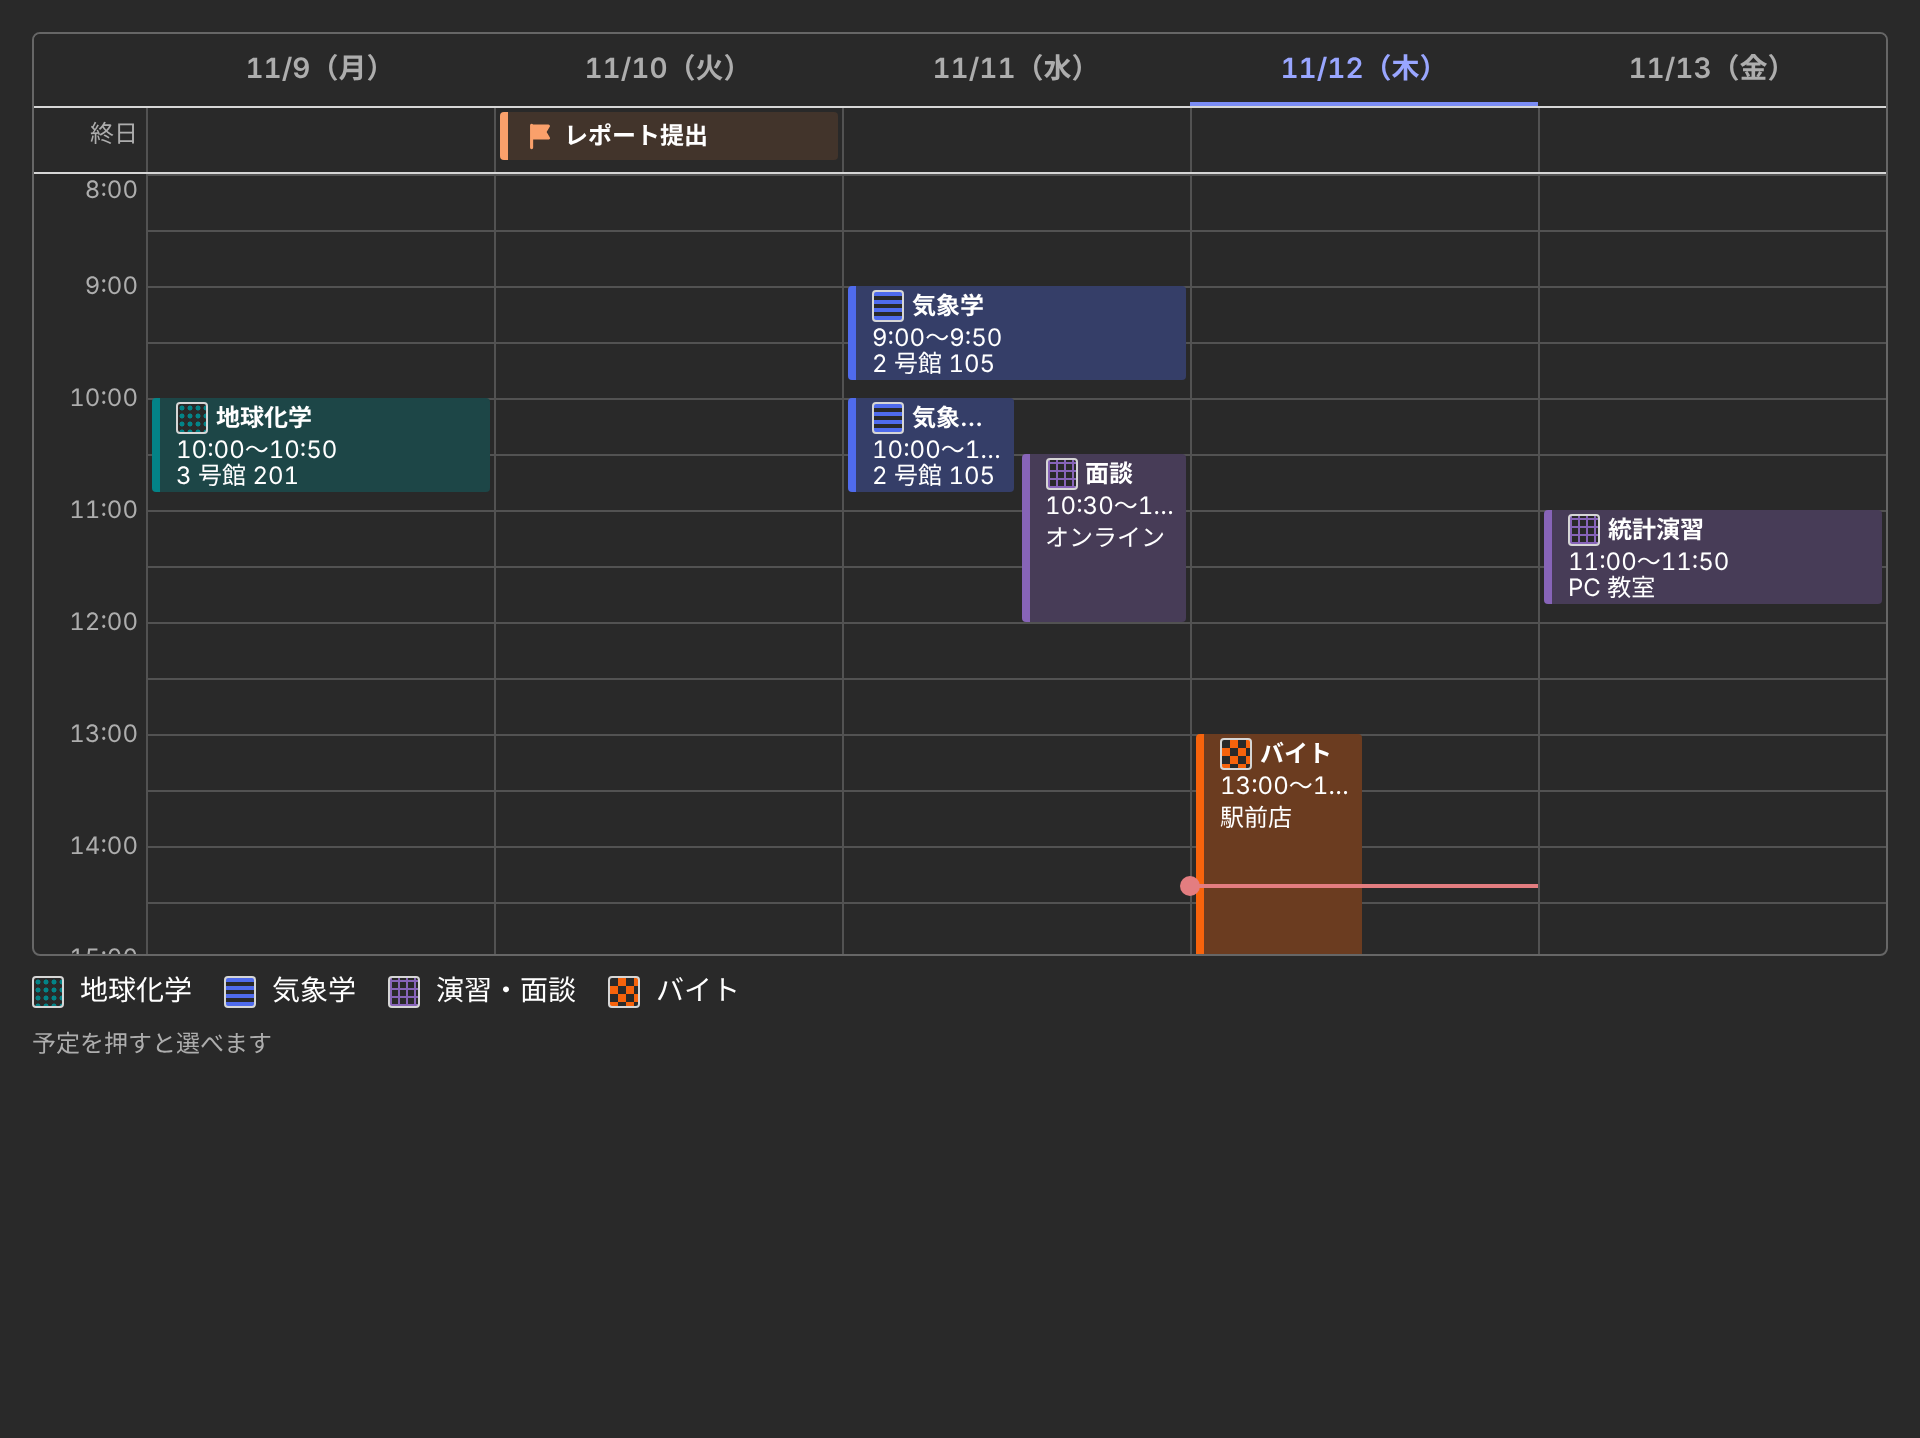 11/9（月）
11/10（火）
11/11（水）
11/12（木）
11/13（金）
終日
レポート提出
8:00
9:00
気象学
9:00〜9:50
2 号館 105
10:00
地球化学
10:00〜10:50
3 号館 201
気象…
10:00〜1…
2 号館 105
面談
10:30〜1…
オンライン
11:00
統計演習
11:00〜11:50
PC 教室
12:00
13:00
バイト
13:00〜1…
駅前店
14:00
地球化学
気象学
演習・面談
バイト
予定を押すと選べます